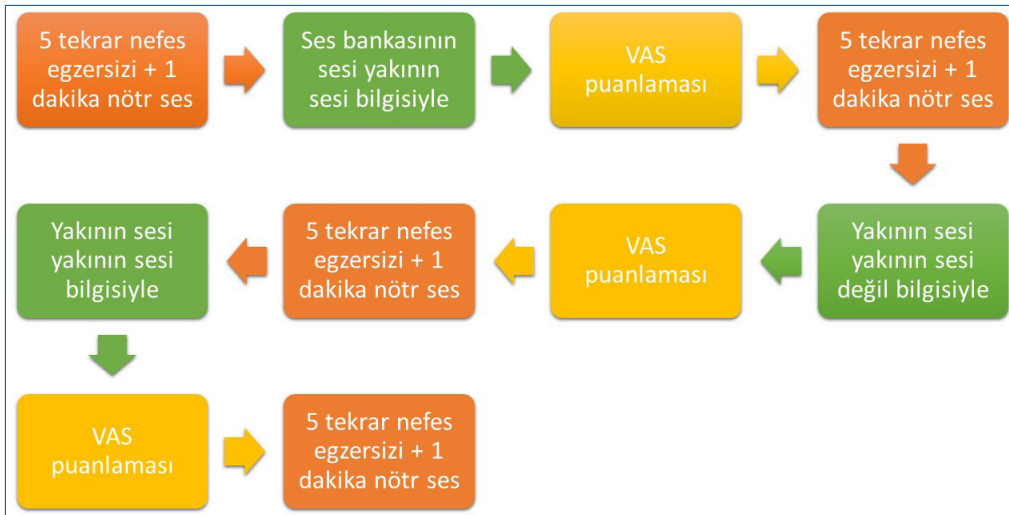 5 tekrar nefes
egzersizi + 1
dakika nötr ses
Ses bankasının
sesi yakının
sesi bilgisiyle
VAS
puanlaması
5 tekrar nefes
egzersizi + 1
dakika nötr ses
Yakının sesi
yakının sesi
değil bilgisiyle
VAS
puanlaması
5 tekrar nefes
egzersizi + 1
dakika nötr ses
Yakının sesi
yakının sesi
bilgisiyle
VAS
puanlaması
5 tekrar nefes
egzersizi + 1
dakika nötr ses